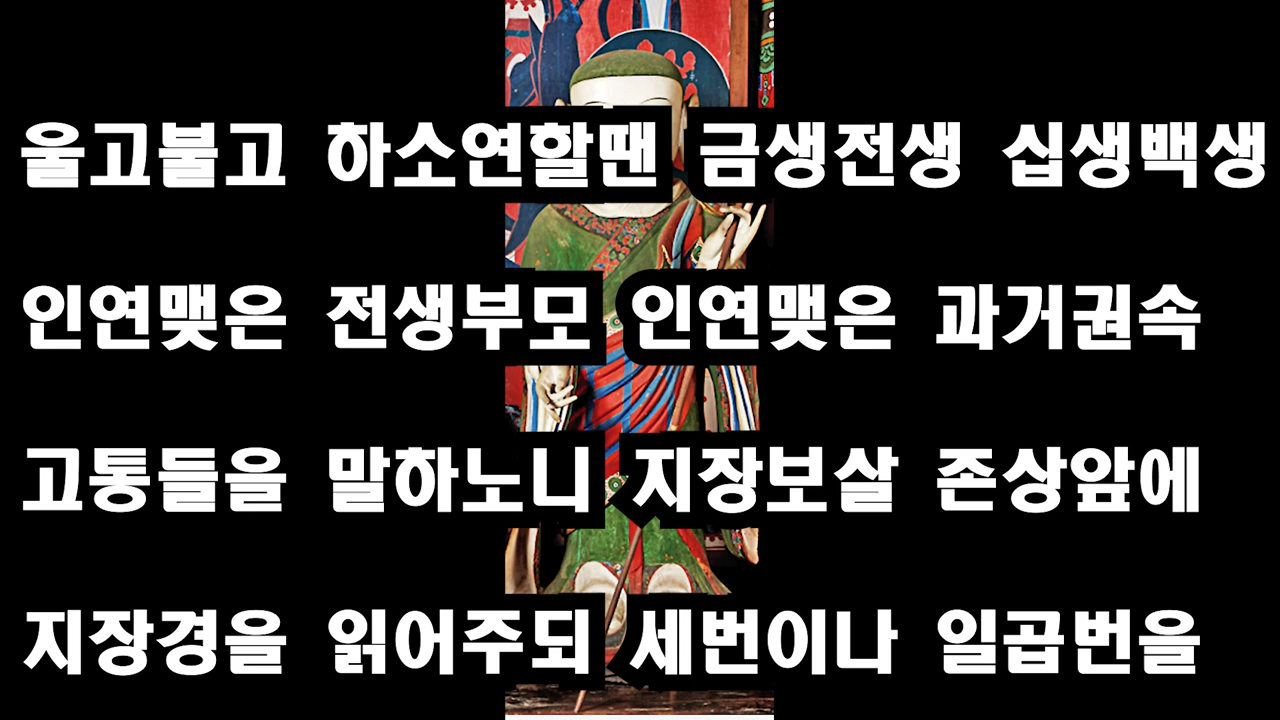 울고불고 하소연할땐 금생전생 십생백생
인연맺은 전생부모 인연맺은 과거권속
고통들을 말하노니 지장보살 존상앞에
지장경을 읽어주되 세번이나 일곱번을